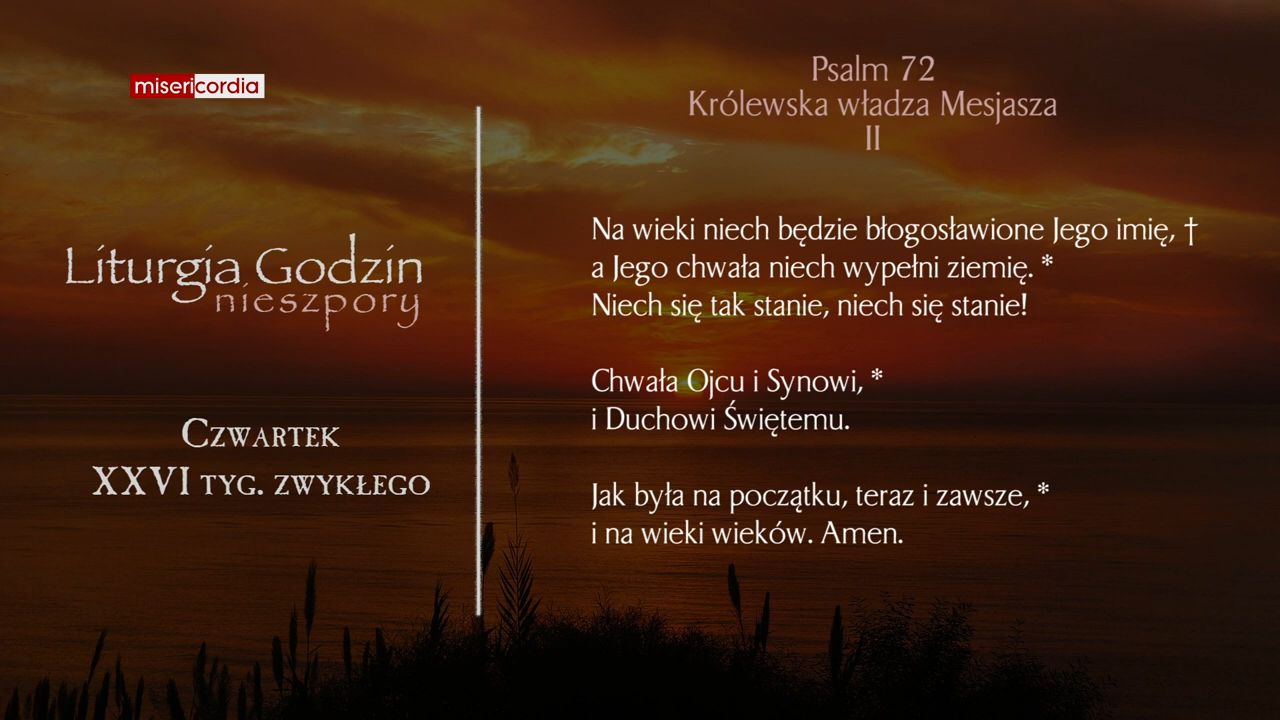 misericordia
Liturgia Godzin
nieszpory
Czwartek
XXVI tyg. zwykłego
Psalm 72
Królewska władza Mesjasza
II
Na wieki niech będzie błogosławione Jego imię, †
a Jego chwała niech wypełni ziemię. *
Niech się tak stanie, niech się stanie!
Chwała Ojcu i Synowi, *
i Duchowi Świętemu.
Jak była na początku, teraz i zawsze, *
i na wieki wieków. Amen.